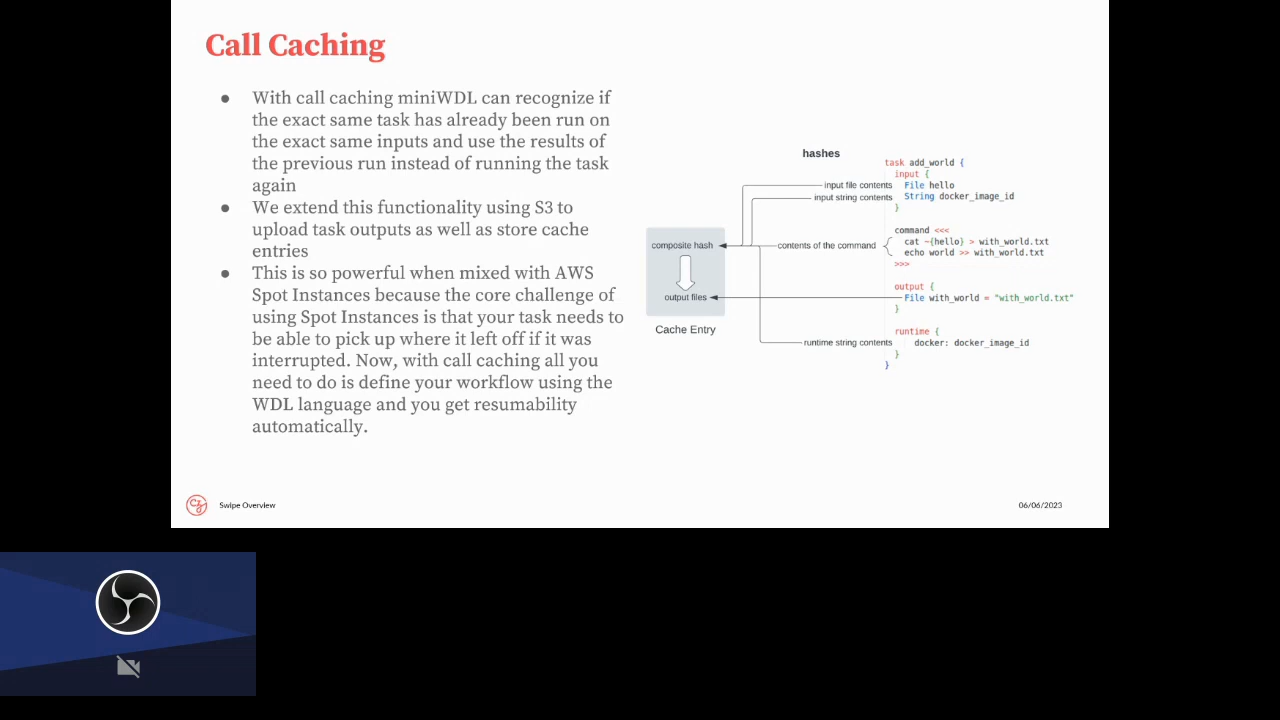 Call Caching
● With call caching miniWDL can recognize if
the exact same task has already been run on
the exact same inputs and use the results of
the previous run instead of running the task
again
● We extend this functionality using S3 to
upload task outputs as well as store cache
entries
● This is so powerful when mixed with AWS
Spot Instances because the core challenge of
using Spot Instances is that your task needs to
be able to pick up where it left off if it was
interrupted. Now, with call caching all you
need to do is define your workflow using the
WDL language and you get resumability
automatically.
hashes
input file contents
input string contents
composite hash
contents of the command
output files
Cache Entry
runtime string contents
task add_world {
input {
File hello
String docker_image_id
}
command <<<
cat ~{hello} > with_world.txt
echo world >> with_world.txt
>>>
output {
File with_world = "with_world.txt"
}
runtime {
docker: docker_image_id
}
}
CZ
Swipe Overview
06/06/2023